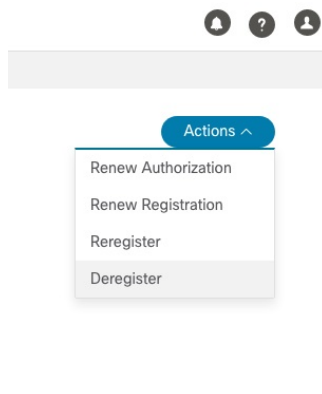 Actions
Renew Authorization
Renew Registration
Reregister
Deregister